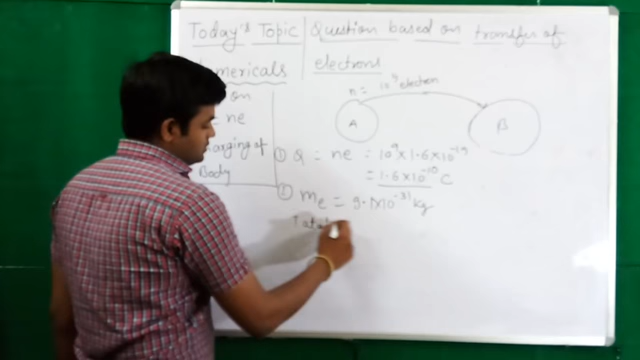 Today's Topic
Numericals
on
= ne
charging of
Body
Question based on transfer of
electrons
n = 10⁹ electron
A
B
① Q = ne = 10⁹ × 1.6 × 10⁻¹⁹
= 1.6 × 10⁻¹⁰ C
② me = 9.1 × 10⁻³¹ kg
Total